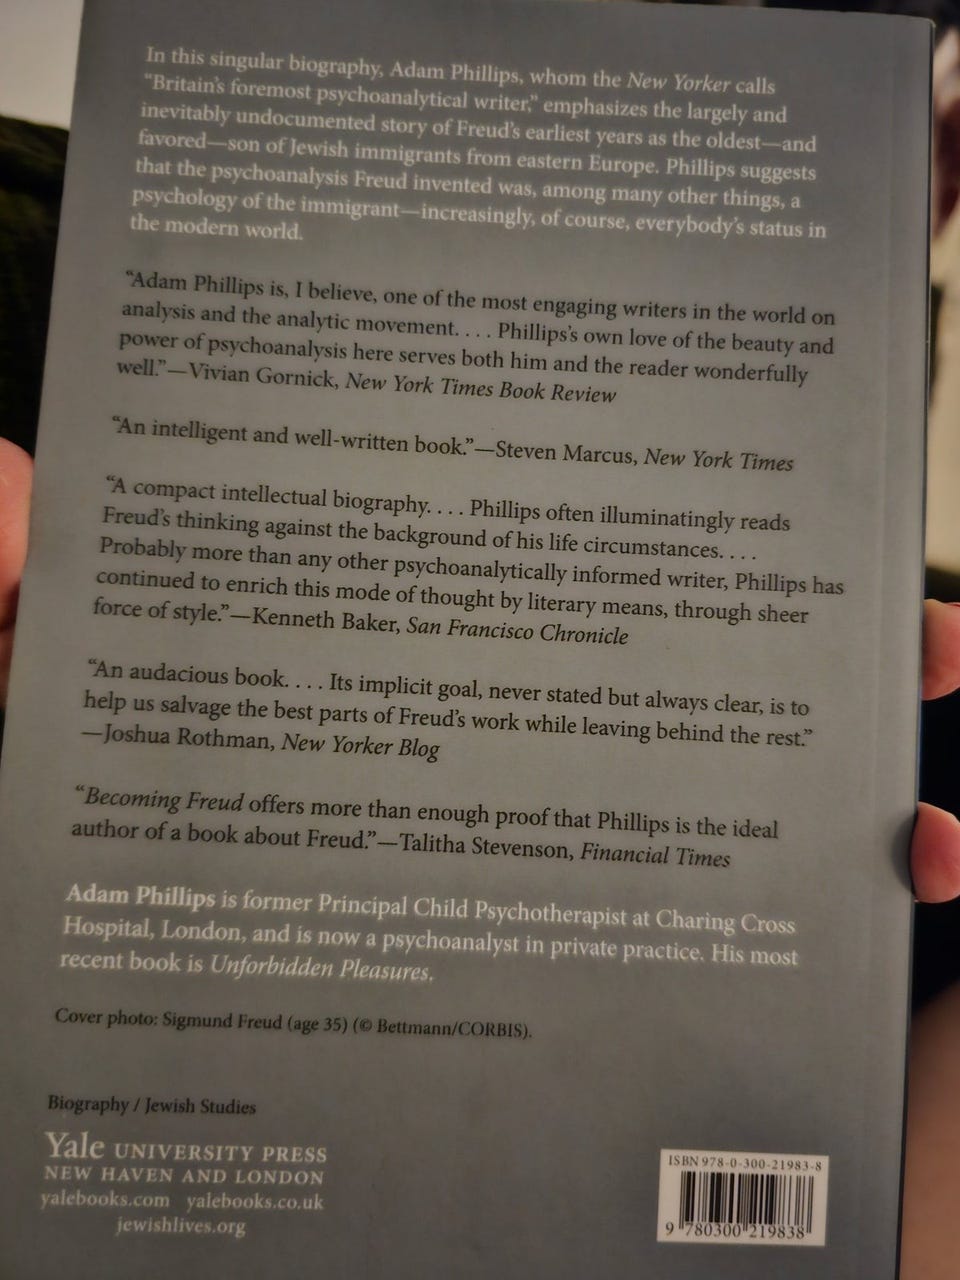 In this singular biography, Adam Phillips, whom the New Yorker calls
“Britain’s foremost psychoanalytical writer,” emphasizes the largely and
inevitably undocumented story of Freud’s earliest years as the oldest—and
favored—son of Jewish immigrants from eastern Europe. Phillips suggests
that the psychoanalysis Freud invented was, among many other things, a
psychology of the immigrant—increasingly, of course, everybody’s status in
the modern world.
“Adam Phillips is, I believe, one of the most engaging writers in the world on
analysis and the analytic movement. . . . Phillips’s own love of the beauty and
power of psychoanalysis here serves both him and the reader wonderfully
well.”—Vivian Gornick, New York Times Book Review
“An intelligent and well-written book.”—Steven Marcus, New York Times
“A compact intellectual biography. . . . Phillips often illuminatingly reads
Freud’s thinking against the background of his life circumstances. . . .
Probably more than any other psychoanalytically informed writer, Phillips has
continued to enrich this mode of thought by literary means, through sheer
force of style.”—Kenneth Baker, San Francisco Chronicle
“An audacious book. . . . Its implicit goal, never stated but always clear, is to
help us salvage the best parts of Freud’s work while leaving behind the rest.”
—Joshua Rothman, New Yorker Blog
“Becoming Freud offers more than enough proof that Phillips is the ideal
author of a book about Freud.”—Talitha Stevenson, Financial Times
Adam Phillips is former Principal Child Psychotherapist at Charing Cross
Hospital, London, and is now a psychoanalyst in private practice. His most
recent book is Unforbidden Pleasures.
Cover photo: Sigmund Freud (age 35) (© Bettmann/CORBIS).
Biography / Jewish Studies
Yale UNIVERSITY PRESS
NEW HAVEN AND LONDON
yalebooks.com yalebooks.co.uk
jewishlives.org
ISBN 978-0-300-21983-8
9 780300 219838